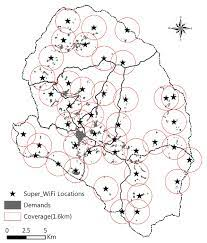 Super_WiFi Locations
Demands
Coverage(1.6km)
0 2.5 5
Km